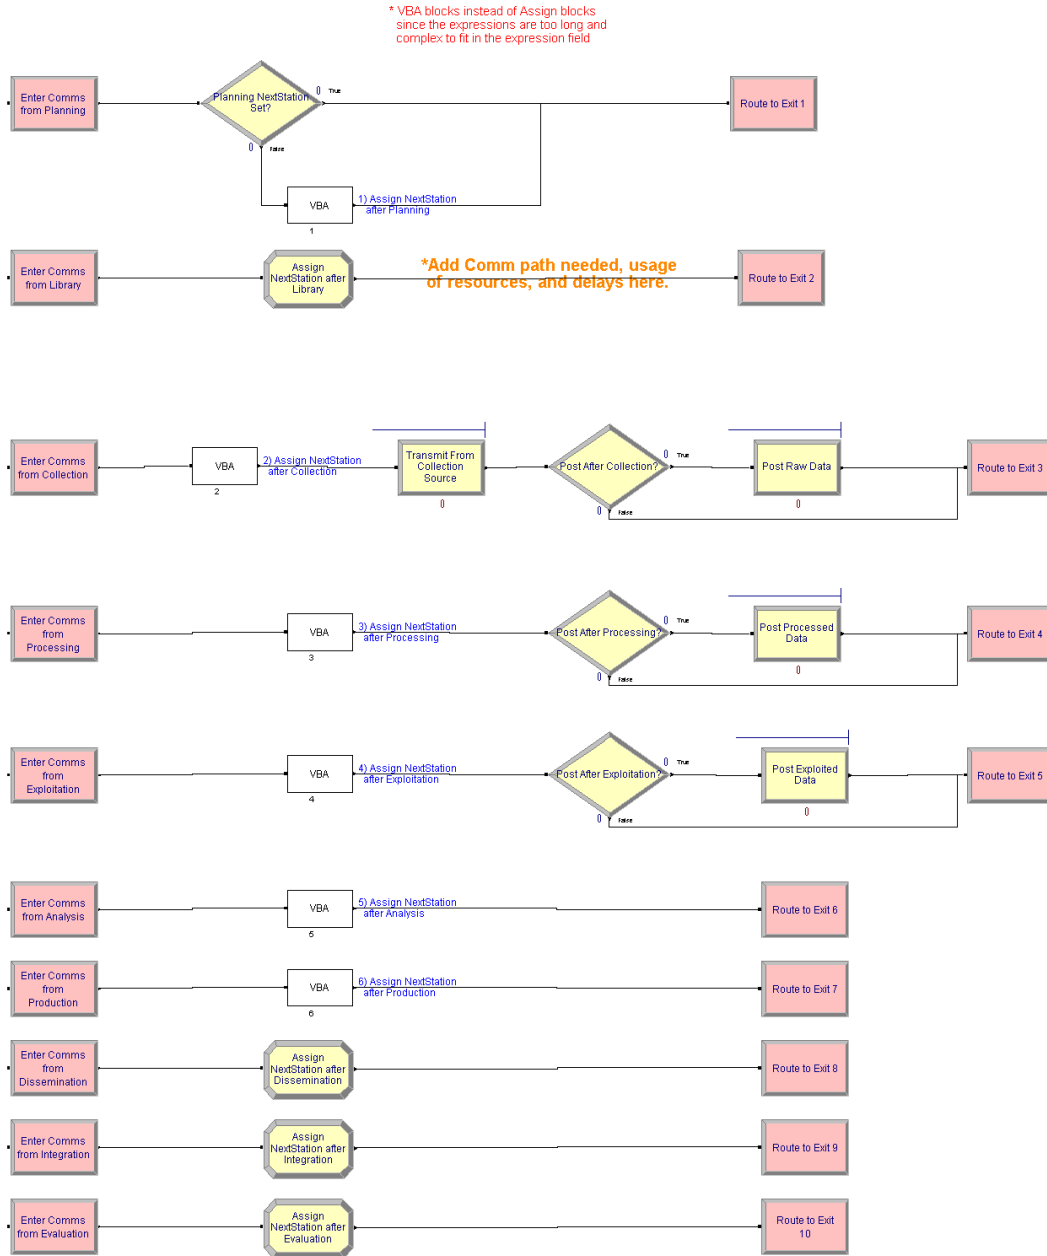 * VBA blocks instead of Assign blocks
since the expressions are too long and
complex to fit in the expression field
Enter Comms
from Planning
Planning NextStation
Set?
0
True
0
False
Route to Exit 1
VBA
1
1) Assign NextStation
after Planning
Enter Comms
from Library
Assign
NextStation after
Library
*Add Comm path needed, usage
of resources, and delays here.
Route to Exit 2
Enter Comms
from Collection
VBA
2
2) Assign NextStation
after Collection
Transmit From
Collection
Source
0
Post After Collection?
0
True
0
False
Post Raw Data
0
Route to Exit 3
Enter Comms
from
Processing
VBA
3
3) Assign NextStation
after Processing
Post After Processing?
0
True
0
False
Post Processed
Data
0
Route to Exit 4
Enter Comms
from
Exploitation
VBA
4
4) Assign NextStation
after Exploitation
Post After Exploitation?
0
True
0
False
Post Exploited
Data
0
Route to Exit 5
Enter Comms
from Analysis
VBA
5
5) Assign NextStation
after Analysis
Route to Exit 6
Enter Comms
from
Production
VBA
6
6) Assign NextStation
after Production
Route to Exit 7
Enter Comms
from
Dissemination
Assign
NextStation after
Dissemination
Route to Exit 8
Enter Comms
from Integration
Assign
NextStation after
Integration
Route to Exit 9
Enter Comms
from Evaluation
Assign
NextStation after
Evaluation
Route to Exit
10